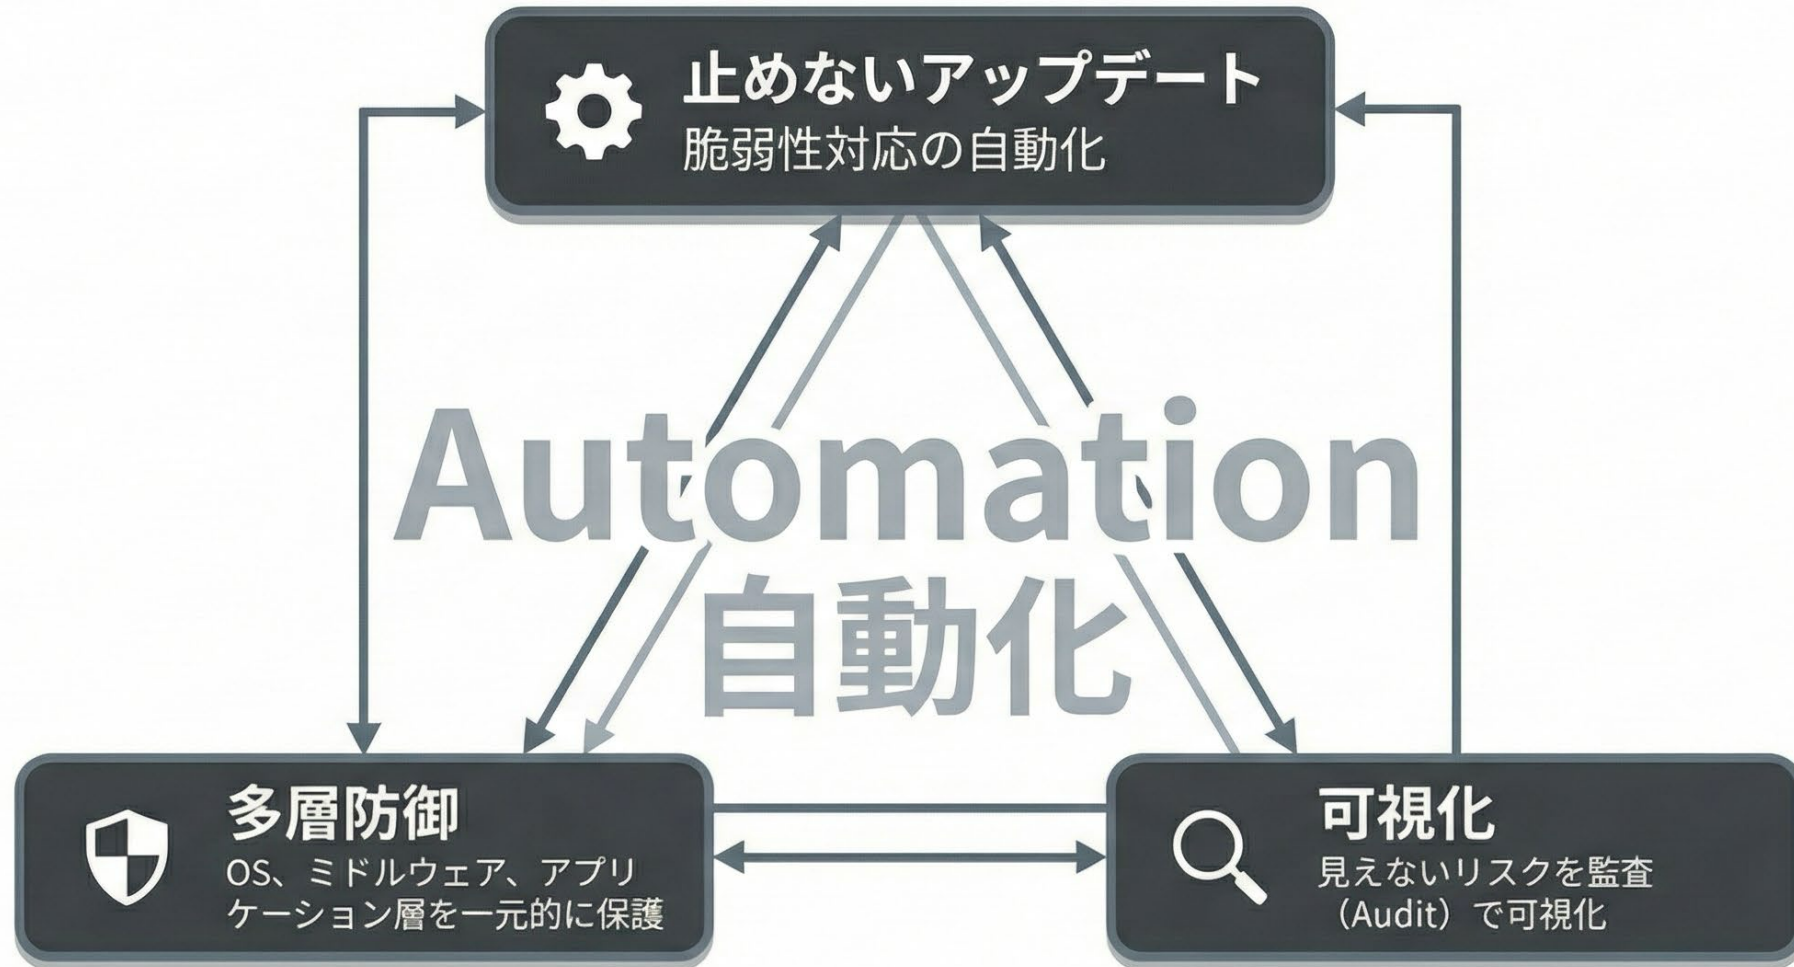 止めないアップデート
脆弱性対応の自動化
Automation
自動化
多層防御
OS、ミドルウェア、アプリ
ケーション層を一元的に保護
可視化
見えないリスクを監査
（Audit）で可視化